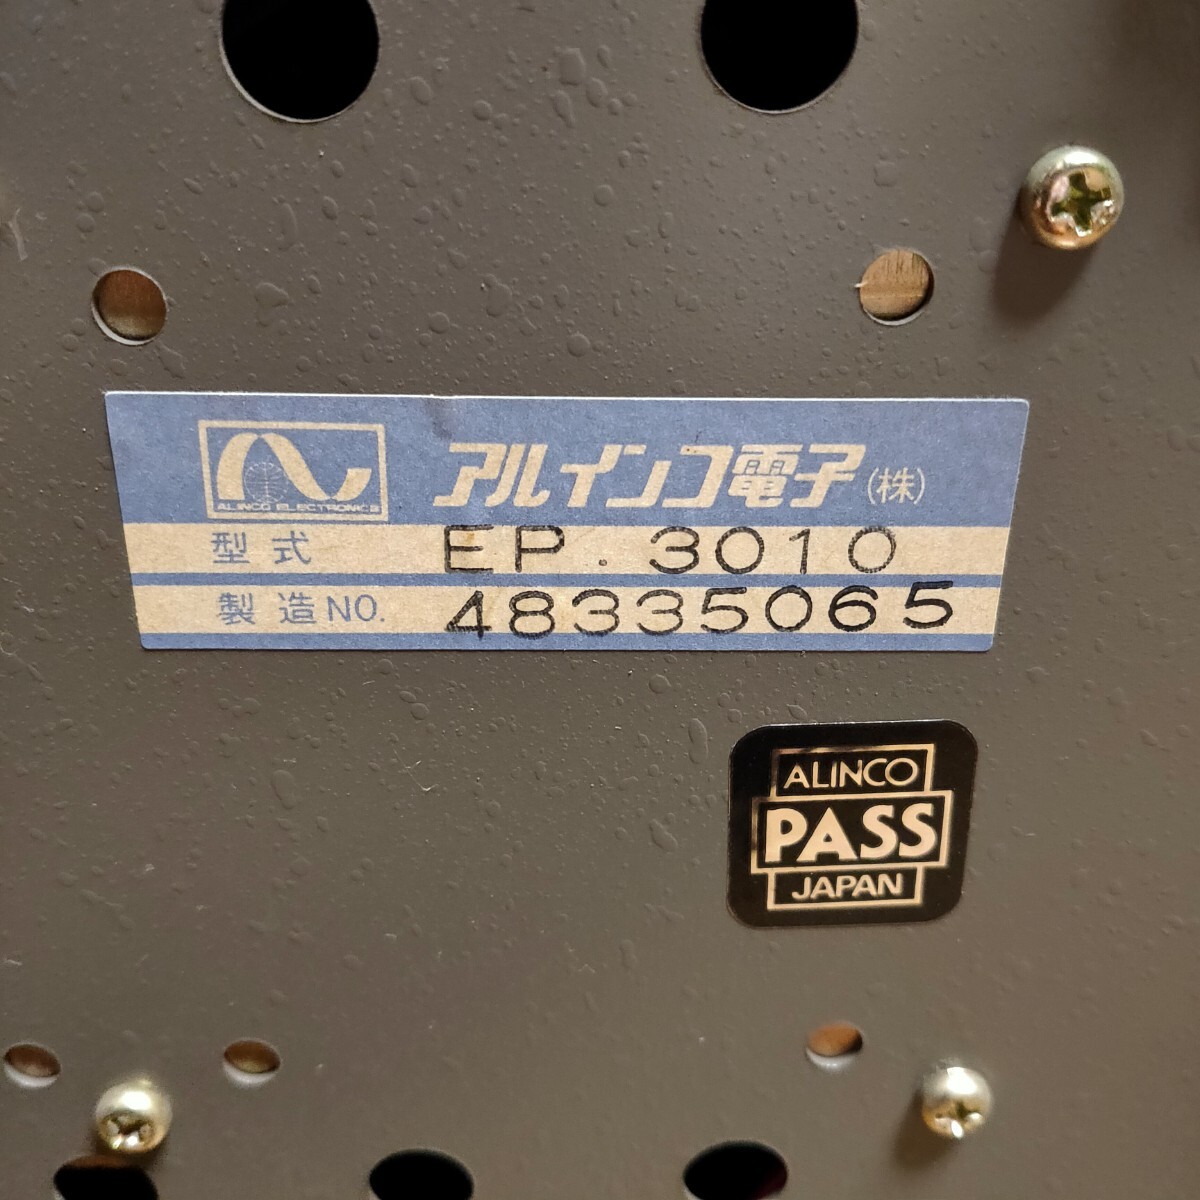 ALINCO ELECTRONICS
アルインコ電子(株)
型式 EP. 3010
製造NO. 48335065
ALINCO
PASS
JAPAN